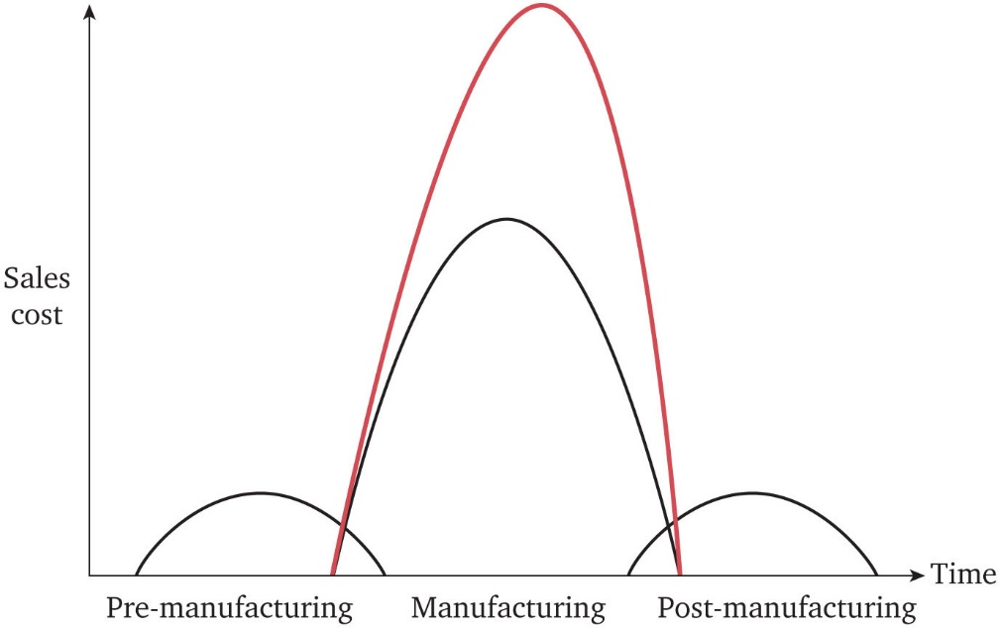 Sales
cost
Time
Pre-manufacturing
Manufacturing
Post-manufacturing